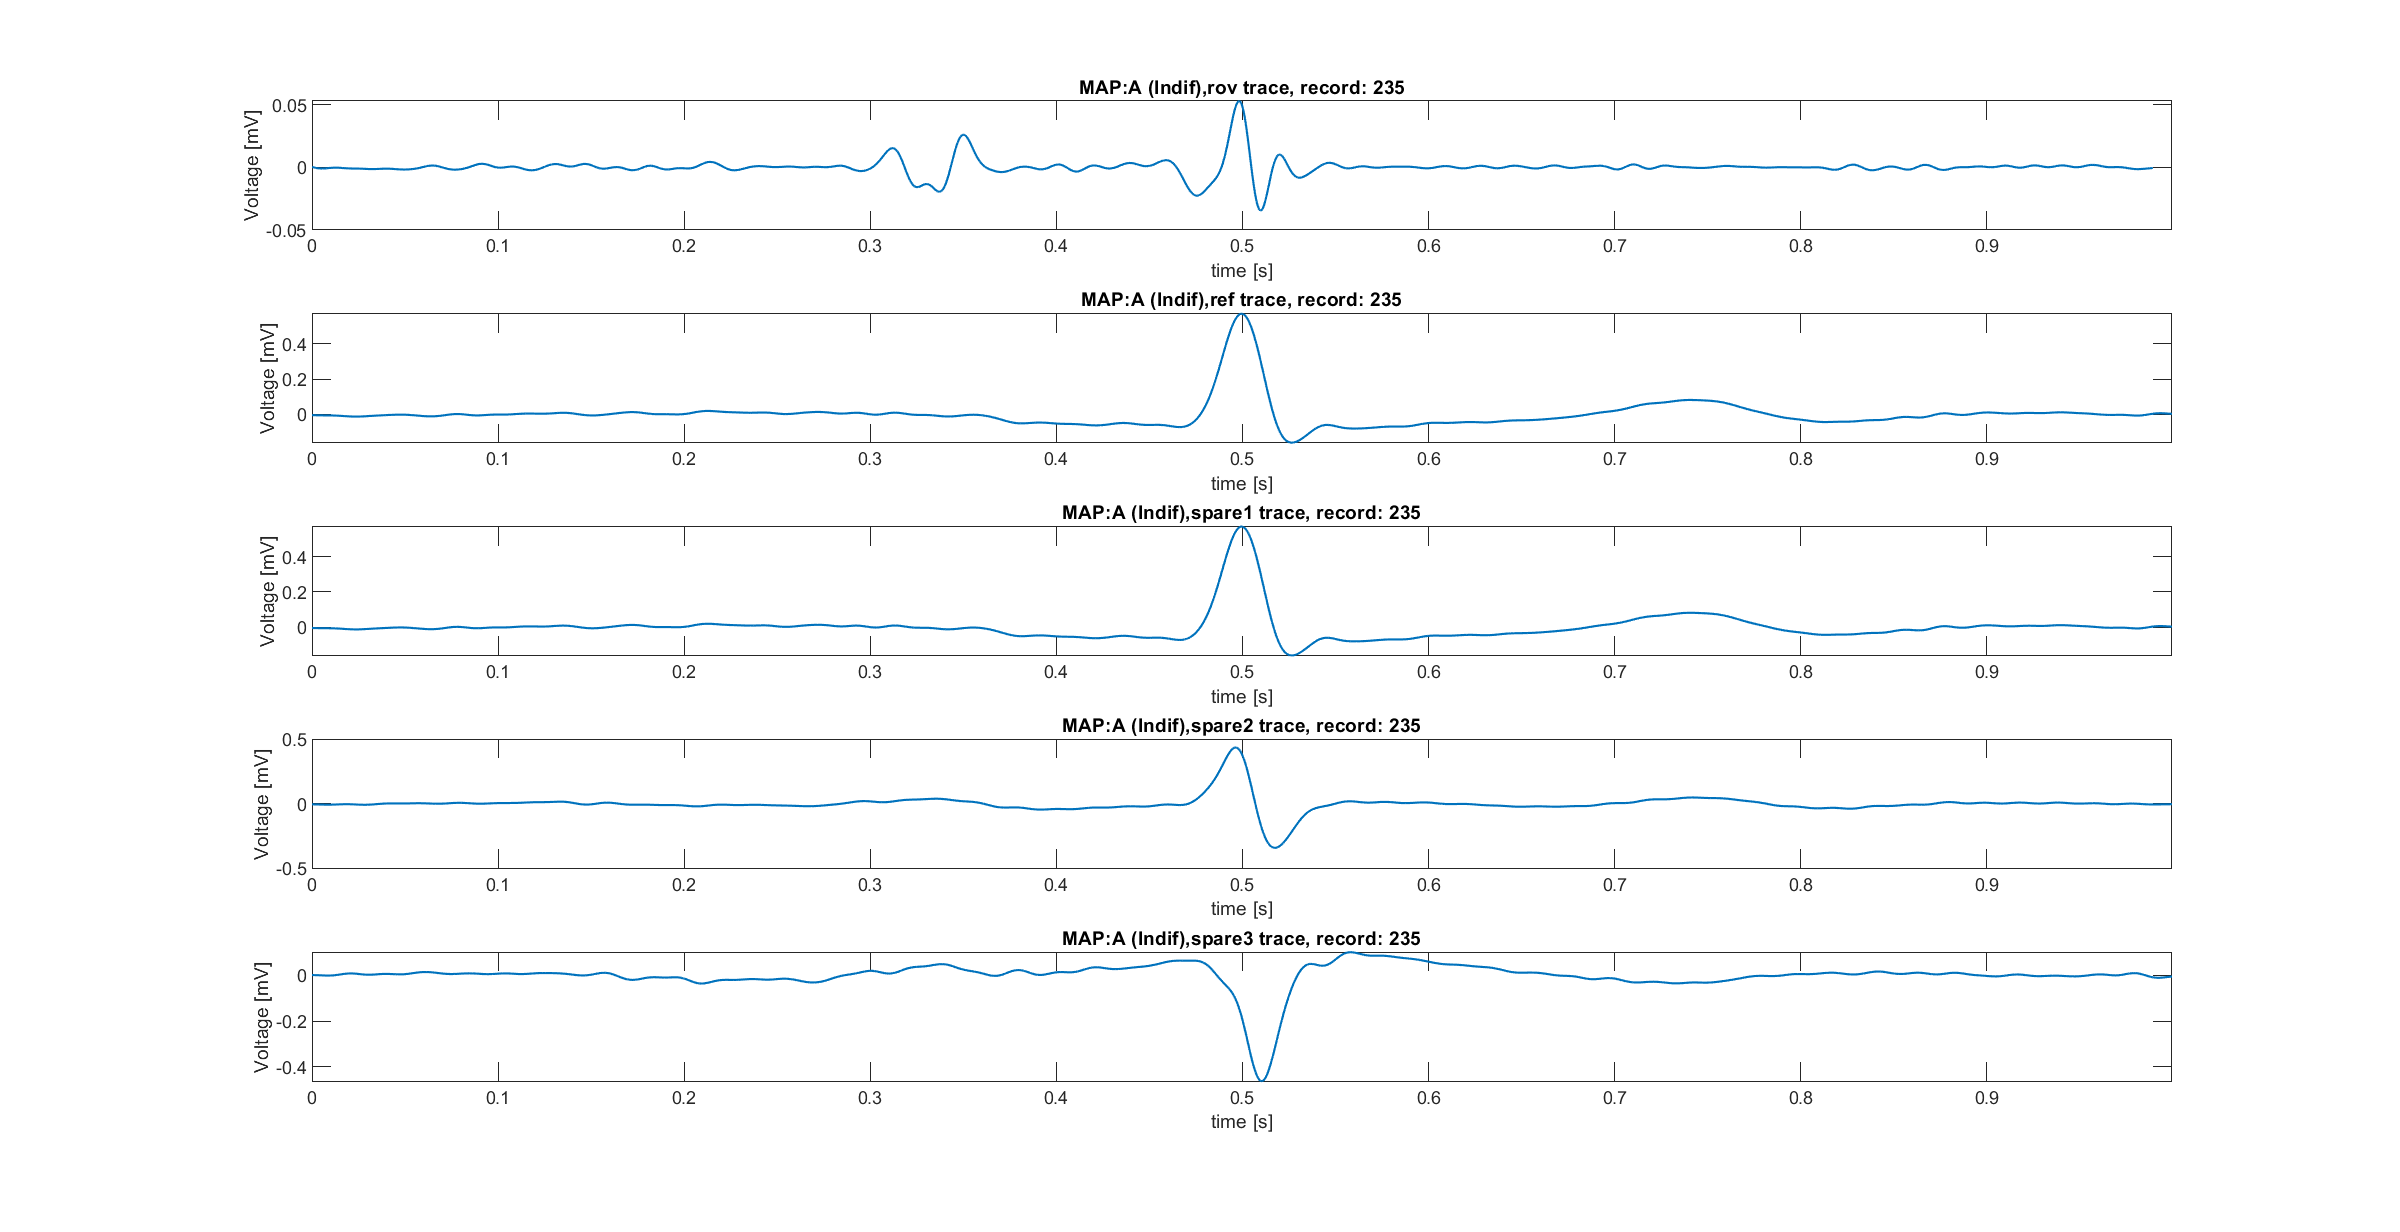 MAP:A (Indif),rov trace, record: 235
Voltage [mV]
0.05
0
-0.05
0 0.1 0.2 0.3 0.4 0.5 0.6 0.7 0.8 0.9
time [s]
MAP:A (Indif),ref trace, record: 235
Voltage [mV]
0.4
0.2
0
0 0.1 0.2 0.3 0.4 0.5 0.6 0.7 0.8 0.9
time [s]
MAP:A (Indif),spare1 trace, record: 235
Voltage [mV]
0.4
0.2
0
0 0.1 0.2 0.3 0.4 0.5 0.6 0.7 0.8 0.9
time [s]
MAP:A (Indif),spare2 trace, record: 235
Voltage [mV]
0.5
0
-0.5
0 0.1 0.2 0.3 0.4 0.5 0.6 0.7 0.8 0.9
time [s]
MAP:A (Indif),spare3 trace, record: 235
Voltage [mV]
0
-0.2
-0.4
0 0.1 0.2 0.3 0.4 0.5 0.6 0.7 0.8 0.9
time [s]